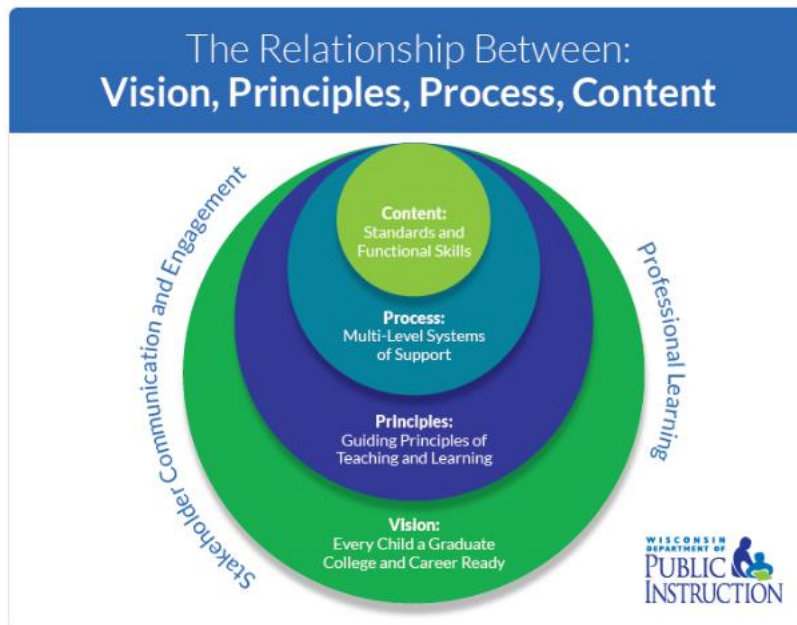 The Relationship Between:
Vision, Principles, Process, Content
Stakeholder Communication and Engagement
Content:
Standards and
Functional Skills
Process:
Multi-Level Systems
of Support
Principles:
Guiding Principles of
Teaching and Learning
Vision:
Every Child a Graduate
College and Career Ready
Professional Learning
WISCONSIN
DEPARTMENT OF
PUBLIC
INSTRUCTION